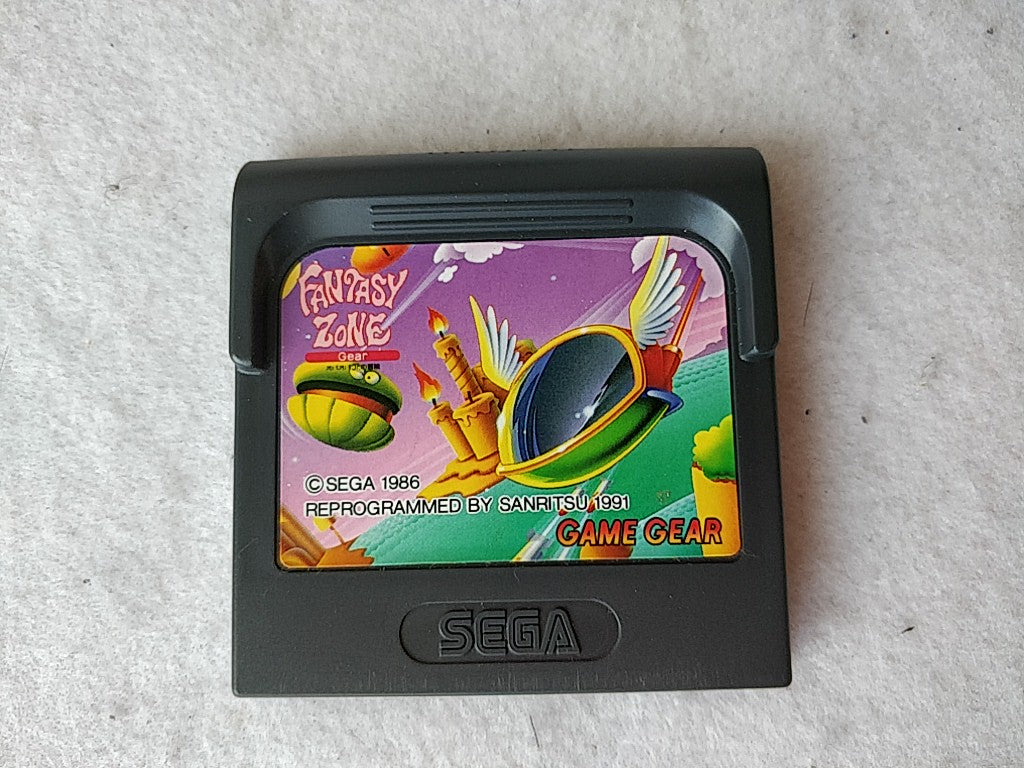 FANTASY
ZONE
Gear
© SEGA 1986
REPROGRAMMED BY SANRITSU 1991
GAME GEAR
SEGA